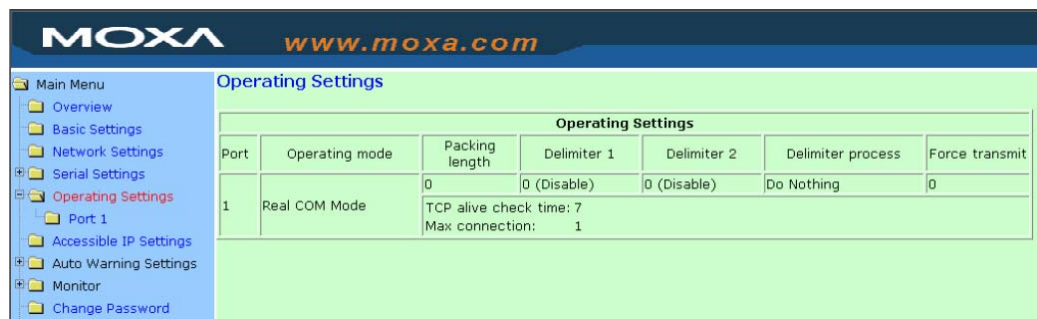 MOXA www.moxa.com
Main Menu
Overview
Basic Settings
Network Settings
Serial Settings
Operating Settings
Port 1
Accessible IP Settings
Auto Warning Settings
Monitor
Change Password
Operating Settings
Operating Settings
Port Operating mode Packing length Delimiter 1 Delimiter 2 Delimiter process Force transmit
1 Real COM Mode 0 0 (Disable) 0 (Disable) Do Nothing 0
TCP alive check time: 7
Max connection: 1